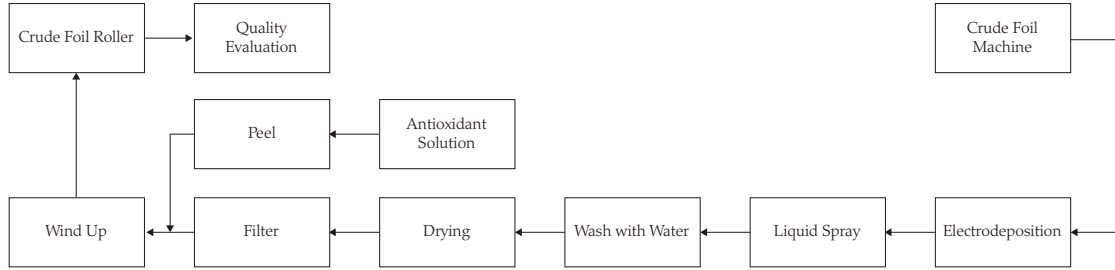 Crude Foil Roller
Quality
Evaluation
Crude Foil
Machine
Peel
Antioxidant
Solution
Wind Up
Filter
Drying
Wash with Water
Liquid Spray
Electrodeposition